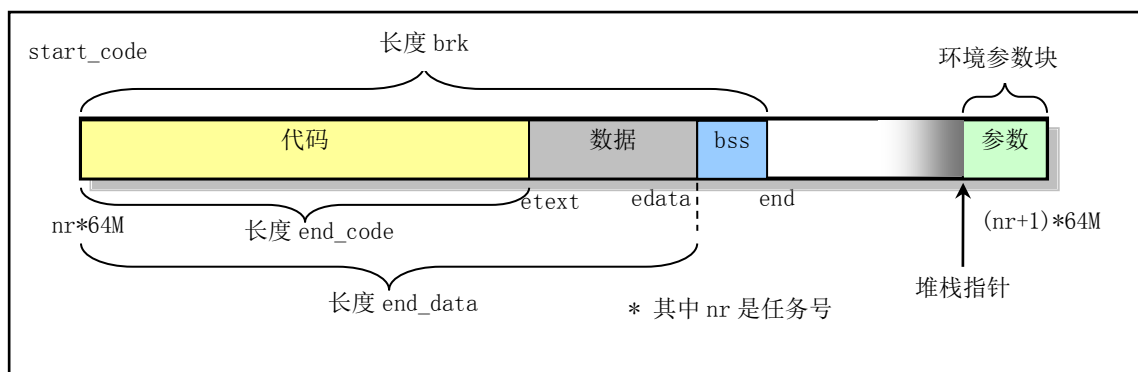 start_code
长度 brk
环境参数块
代码
数据
bss
参数
etext
edata
end
nr*64M
长度 end_code
(nr+1)*64M
长度 end_data
* 其中 nr 是任务号
堆栈指针